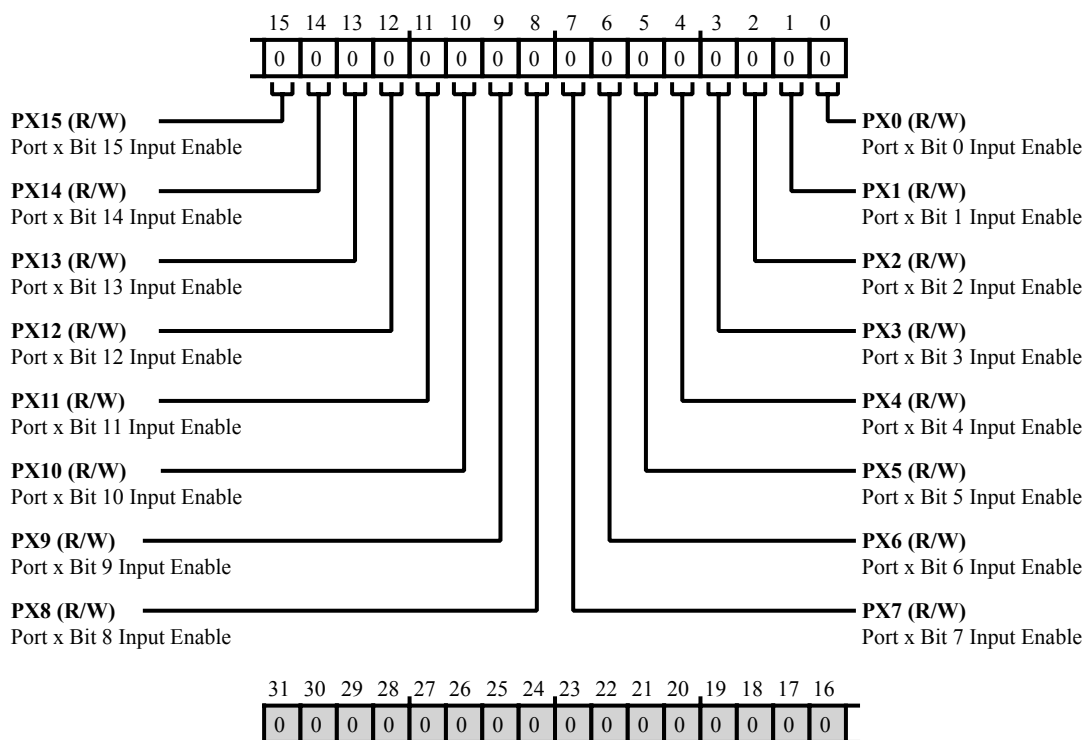 15 14 13 12 11 10 9 8 7 6 5 4 3 2 1 0
0 0 0 0 0 0 0 0 0 0 0 0 0 0 0 0
PX15 (R/W)
Port x Bit 15 Input Enable
PX14 (R/W)
Port x Bit 14 Input Enable
PX13 (R/W)
Port x Bit 13 Input Enable
PX12 (R/W)
Port x Bit 12 Input Enable
PX11 (R/W)
Port x Bit 11 Input Enable
PX10 (R/W)
Port x Bit 10 Input Enable
PX9 (R/W)
Port x Bit 9 Input Enable
PX8 (R/W)
Port x Bit 8 Input Enable
PX0 (R/W)
Port x Bit 0 Input Enable
PX1 (R/W)
Port x Bit 1 Input Enable
PX2 (R/W)
Port x Bit 2 Input Enable
PX3 (R/W)
Port x Bit 3 Input Enable
PX4 (R/W)
Port x Bit 4 Input Enable
PX5 (R/W)
Port x Bit 5 Input Enable
PX6 (R/W)
Port x Bit 6 Input Enable
PX7 (R/W)
Port x Bit 7 Input Enable
31 30 29 28 27 26 25 24 23 22 21 20 19 18 17 16
0 0 0 0 0 0 0 0 0 0 0 0 0 0 0 0